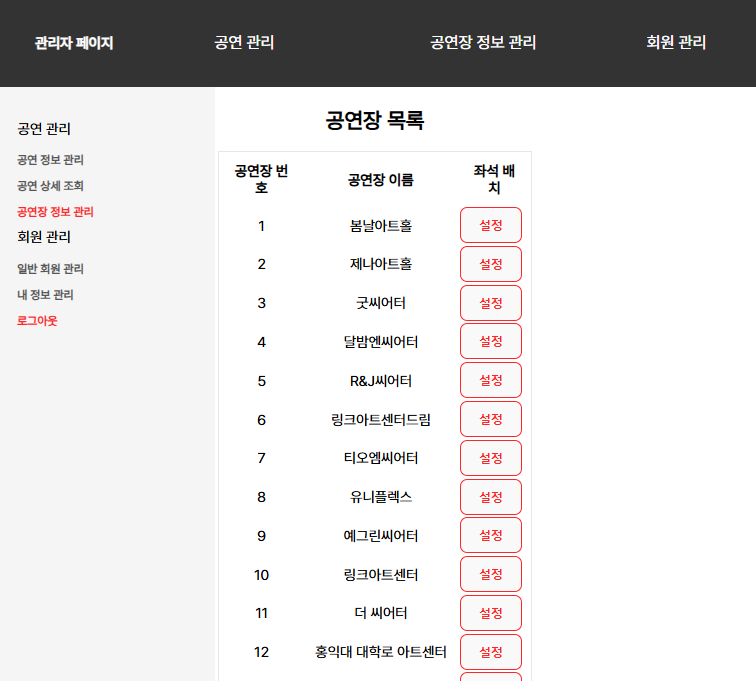 관리자 페이지 공연 관리 공연장 정보 관리 회원 관리
공연 관리
공연 정보 관리
공연 상세 조회
공연장 정보 관리
회원 관리
일반 회원 관리
내 정보 관리
로그아웃
공연장 목록
공연장 번
호
공연장 이름
좌석 배
치
1 봄날아트홀 설정
2 제나아트홀 설정
3 굿씨어터 설정
4 달밤엔씨어터 설정
5 R&J씨어터 설정
6 링크아트센터드림 설정
7 티오엠씨어터 설정
8 유니플렉스 설정
9 예그린씨어터 설정
10 링크아트센터 설정
11 더 씨어터 설정
12 홍익대 대학로 아트센터 설정